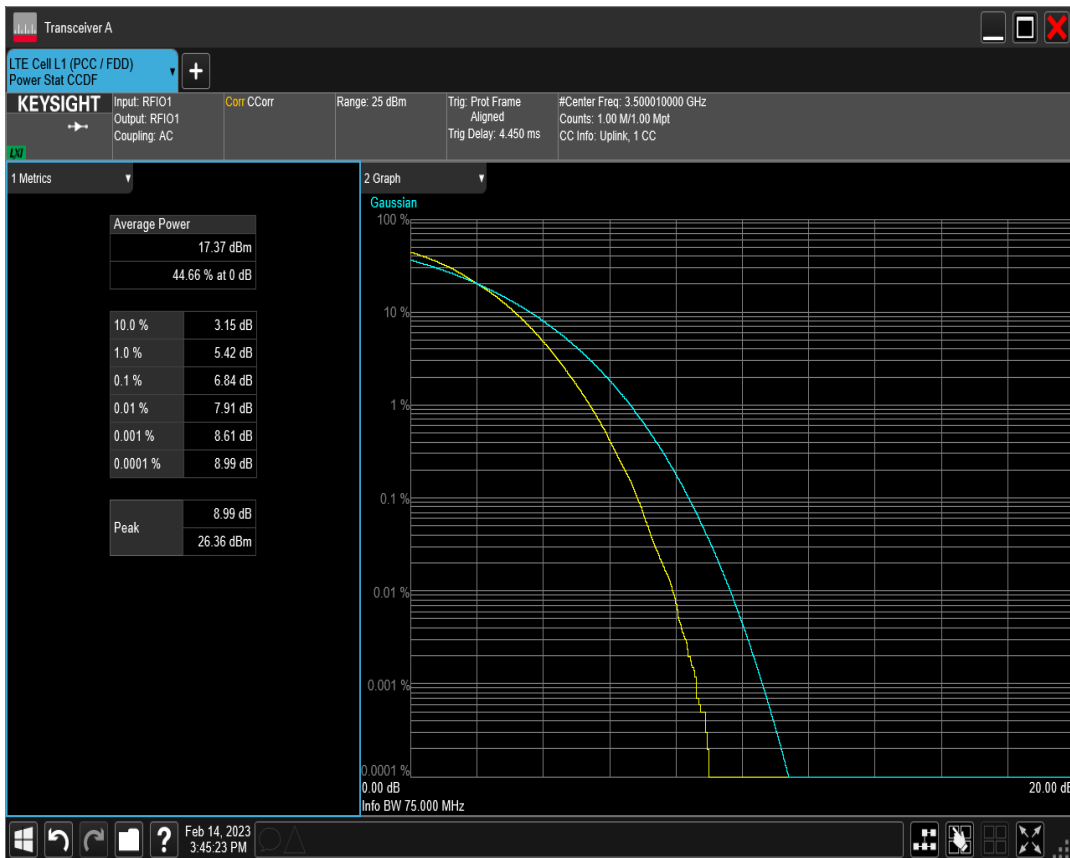 Transceiver A
LTE Cell L1 (PCC / FDD)
Power Stat CCDF
KEYSIGHT
LXI
Input: RFIO1
Output: RFIO1
Coupling: AC
Corr CCorr
Range: 25 dBm
Trig: Prot Frame
Aligned
Trig Delay: 4.450 ms
#Center Freq: 3.500010000 GHz
Counts: 1.00 M/1.00 Mpt
CC Info: Uplink, 1 CC
1 Metrics
Average Power
17.37 dBm
44.66 % at 0 dB
10.0 % 3.15 dB
1.0 % 5.42 dB
0.1 % 6.84 dB
0.01 % 7.91 dB
0.001 % 8.61 dB
0.0001 % 8.99 dB
Peak
8.99 dB
26.36 dBm
2 Graph
Gaussian
100 %
10 %
1 %
0.1 %
0.01 %
0.001 %
0.0001 %
0.00 dB
20.00 dB
Info BW 75.000 MHz
?
Feb 14, 2023
3:45:23 PM